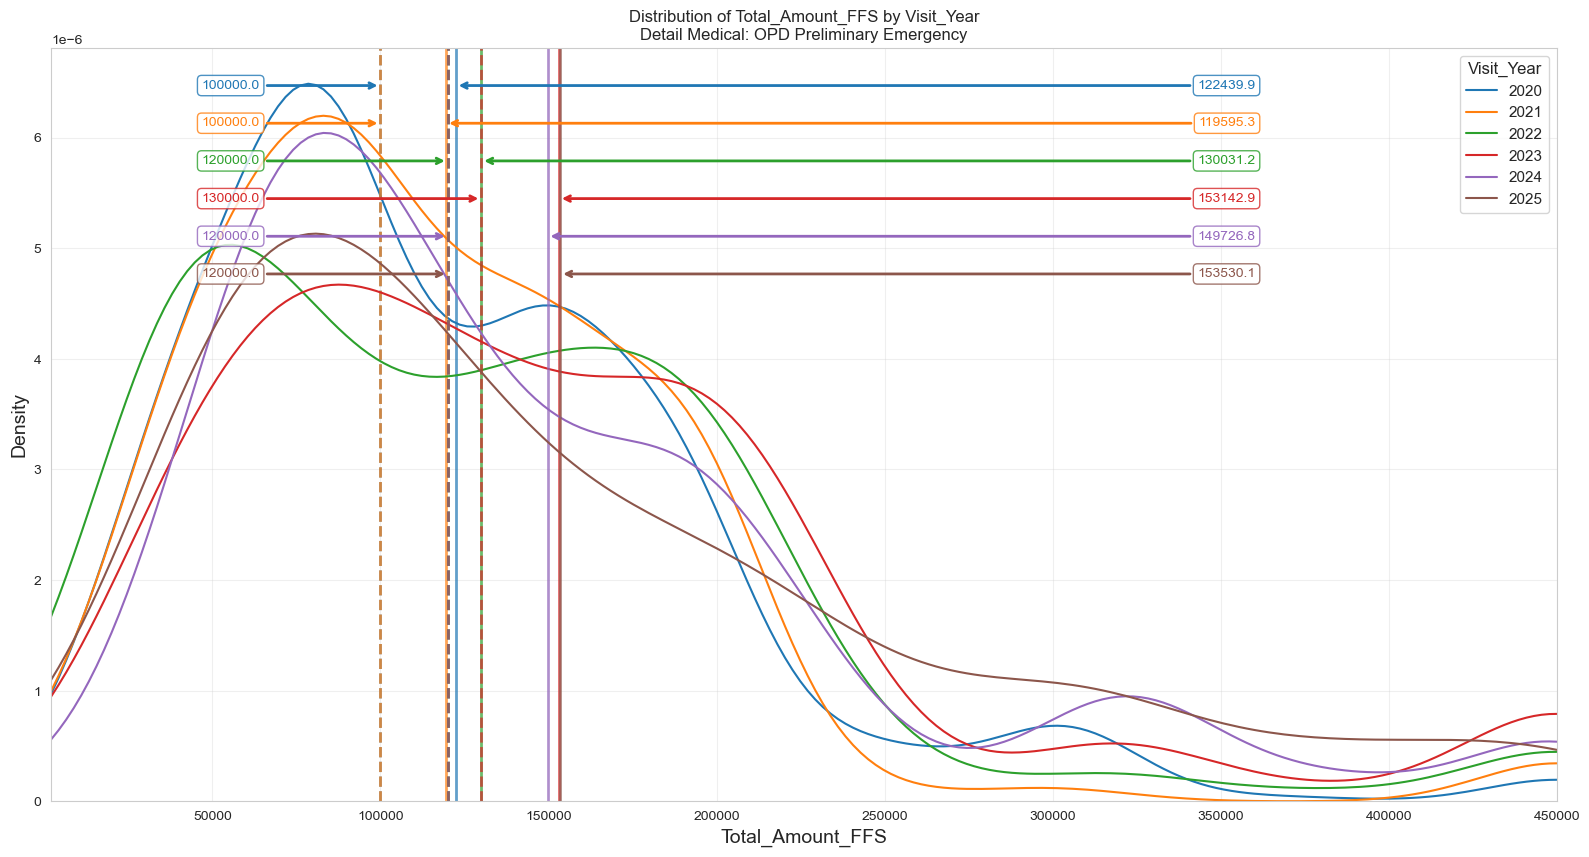 Distribution of Total_Amount_FFS by Visit_Year
Detail Medical: OPD Preliminary Emergency
1e−6
Visit_Year
2020
2021
2022
2023
2024
2025
100000.0 122439.9
100000.0 119595.3
120000.0 130031.2
130000.0 153142.9
120000.0 149726.8
120000.0 153530.1
6
5
4
3
2
1
0
Density
50000 100000 150000 200000 250000 300000 350000 400000 450000
Total_Amount_FFS